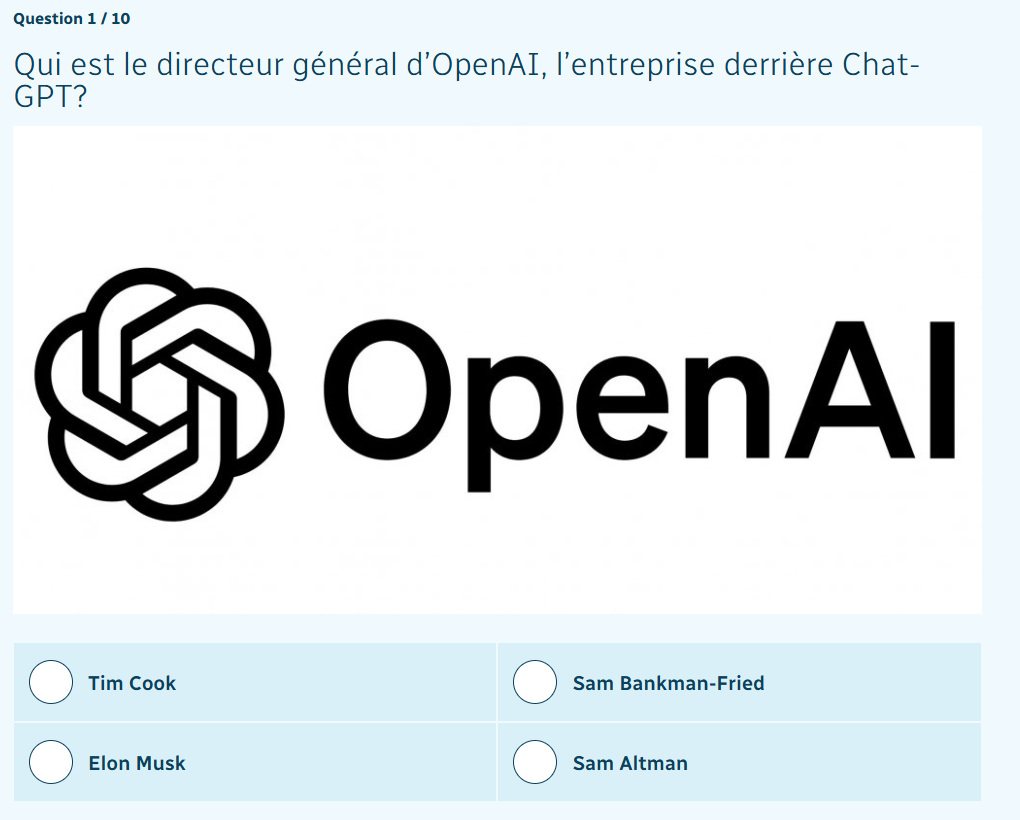 Question 1 / 10
Qui est le directeur général d’OpenAI, l’entreprise derrière Chat-
GPT?
OpenAI
Tim Cook
Sam Bankman-Fried
Elon Musk
Sam Altman